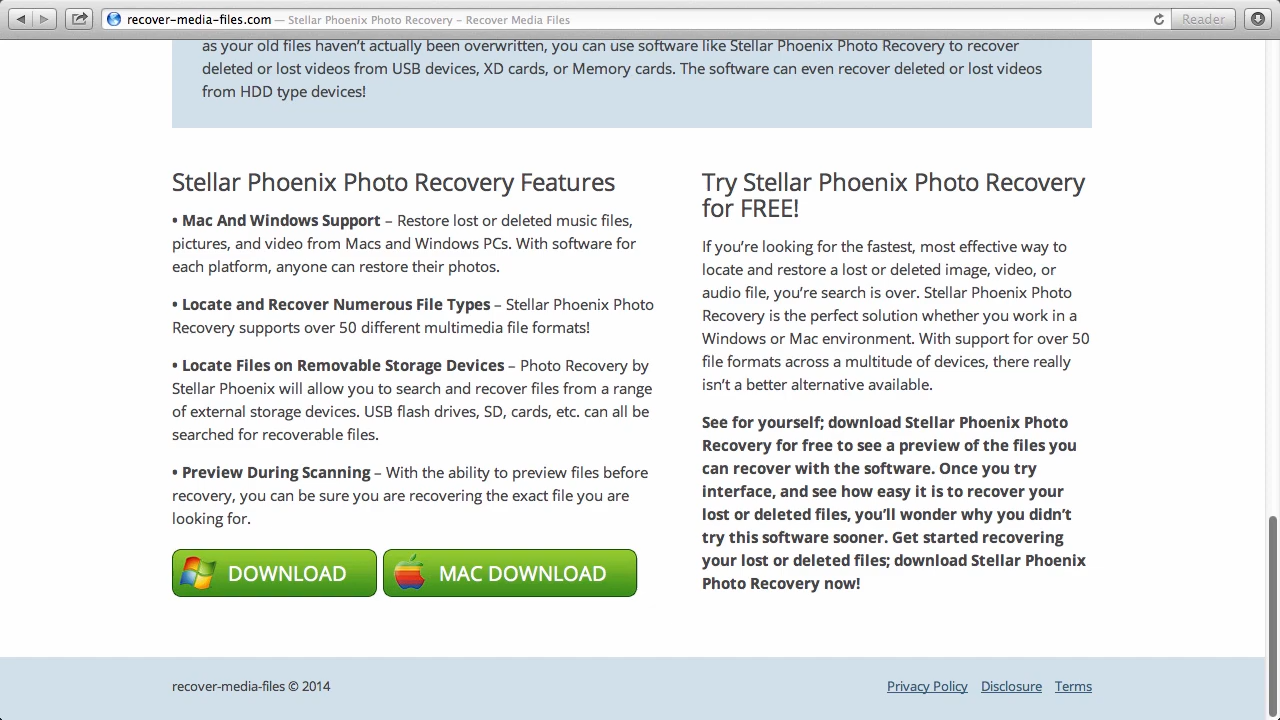 recover-media-files.com — Stellar Phoenix Photo Recovery – Recover Media Files
Reader
as your old files haven’t actually been overwritten, you can use software like Stellar Phoenix Photo Recovery to recover
deleted or lost videos from USB devices, XD cards, or Memory cards. The software can even recover deleted or lost videos
from HDD type devices!
Stellar Phoenix Photo Recovery Features
• Mac And Windows Support – Restore lost or deleted music files,
pictures, and video from Macs and Windows PCs. With software for
each platform, anyone can restore their photos.
• Locate and Recover Numerous File Types – Stellar Phoenix Photo
Recovery supports over 50 different multimedia file formats!
• Locate Files on Removable Storage Devices – Photo Recovery by
Stellar Phoenix will allow you to search and recover files from a range
of external storage devices. USB flash drives, SD, cards, etc. can all be
searched for recoverable files.
• Preview During Scanning – With the ability to preview files before
recovery, you can be sure you are recovering the exact file you are
looking for.
DOWNLOAD
MAC DOWNLOAD
Try Stellar Phoenix Photo Recovery
for FREE!
If you’re looking for the fastest, most effective way to
locate and restore a lost or deleted image, video, or
audio file, you’re search is over. Stellar Phoenix Photo
Recovery is the perfect solution whether you work in a
Windows or Mac environment. With support for over 50
file formats across a multitude of devices, there really
isn’t a better alternative available.
See for yourself; download Stellar Phoenix Photo
Recovery for free to see a preview of the files you
can recover with the software. Once you try
interface, and see how easy it is to recover your
lost or deleted files, you’ll wonder why you didn’t
try this software sooner. Get started recovering
your lost or deleted files; download Stellar Phoenix
Photo Recovery now!
recover-media-files © 2014
Privacy Policy
Disclosure
Terms